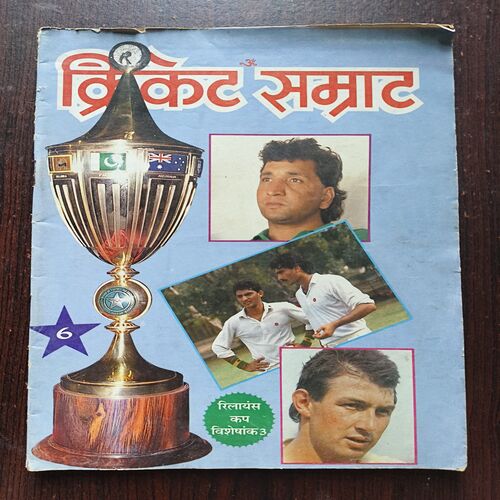 ॐ
क्रिकेट सम्राट
6
रिलायंस
कप
विशेषांक 3